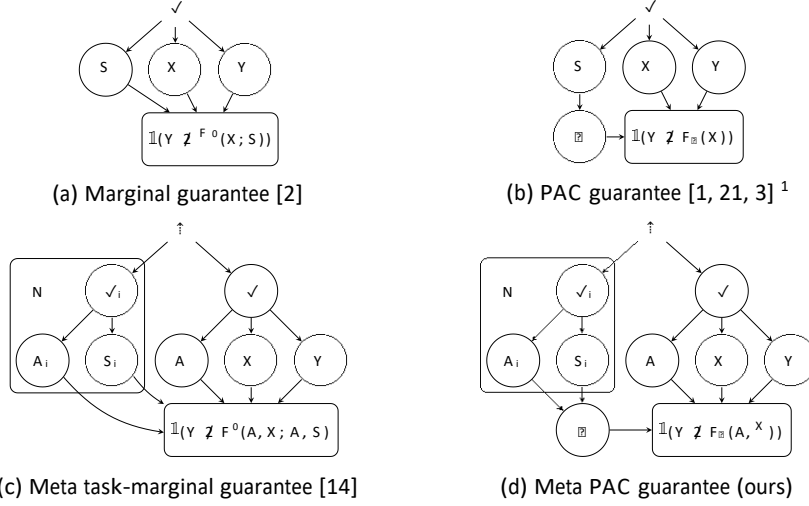 ✓
✓
S X Y
S X Y
𝟙(Y ∉ F⁰(X; S))
𝟙(Y ∉ F (X))
(a) Marginal guarantee [2]
(b) PAC guarantee [1, 21, 3] ¹
⇡
⇡
N ✓ᵢ ✓
N ✓ᵢ ✓
Aᵢ Sᵢ A X Y
Aᵢ Sᵢ A X Y
𝟙(Y ∉ F⁰(A, X; A, S)
𝟙(Y ∉ F (A, X))
(c) Meta task-marginal guarantee [14]
(d) Meta PAC guarantee (ours)